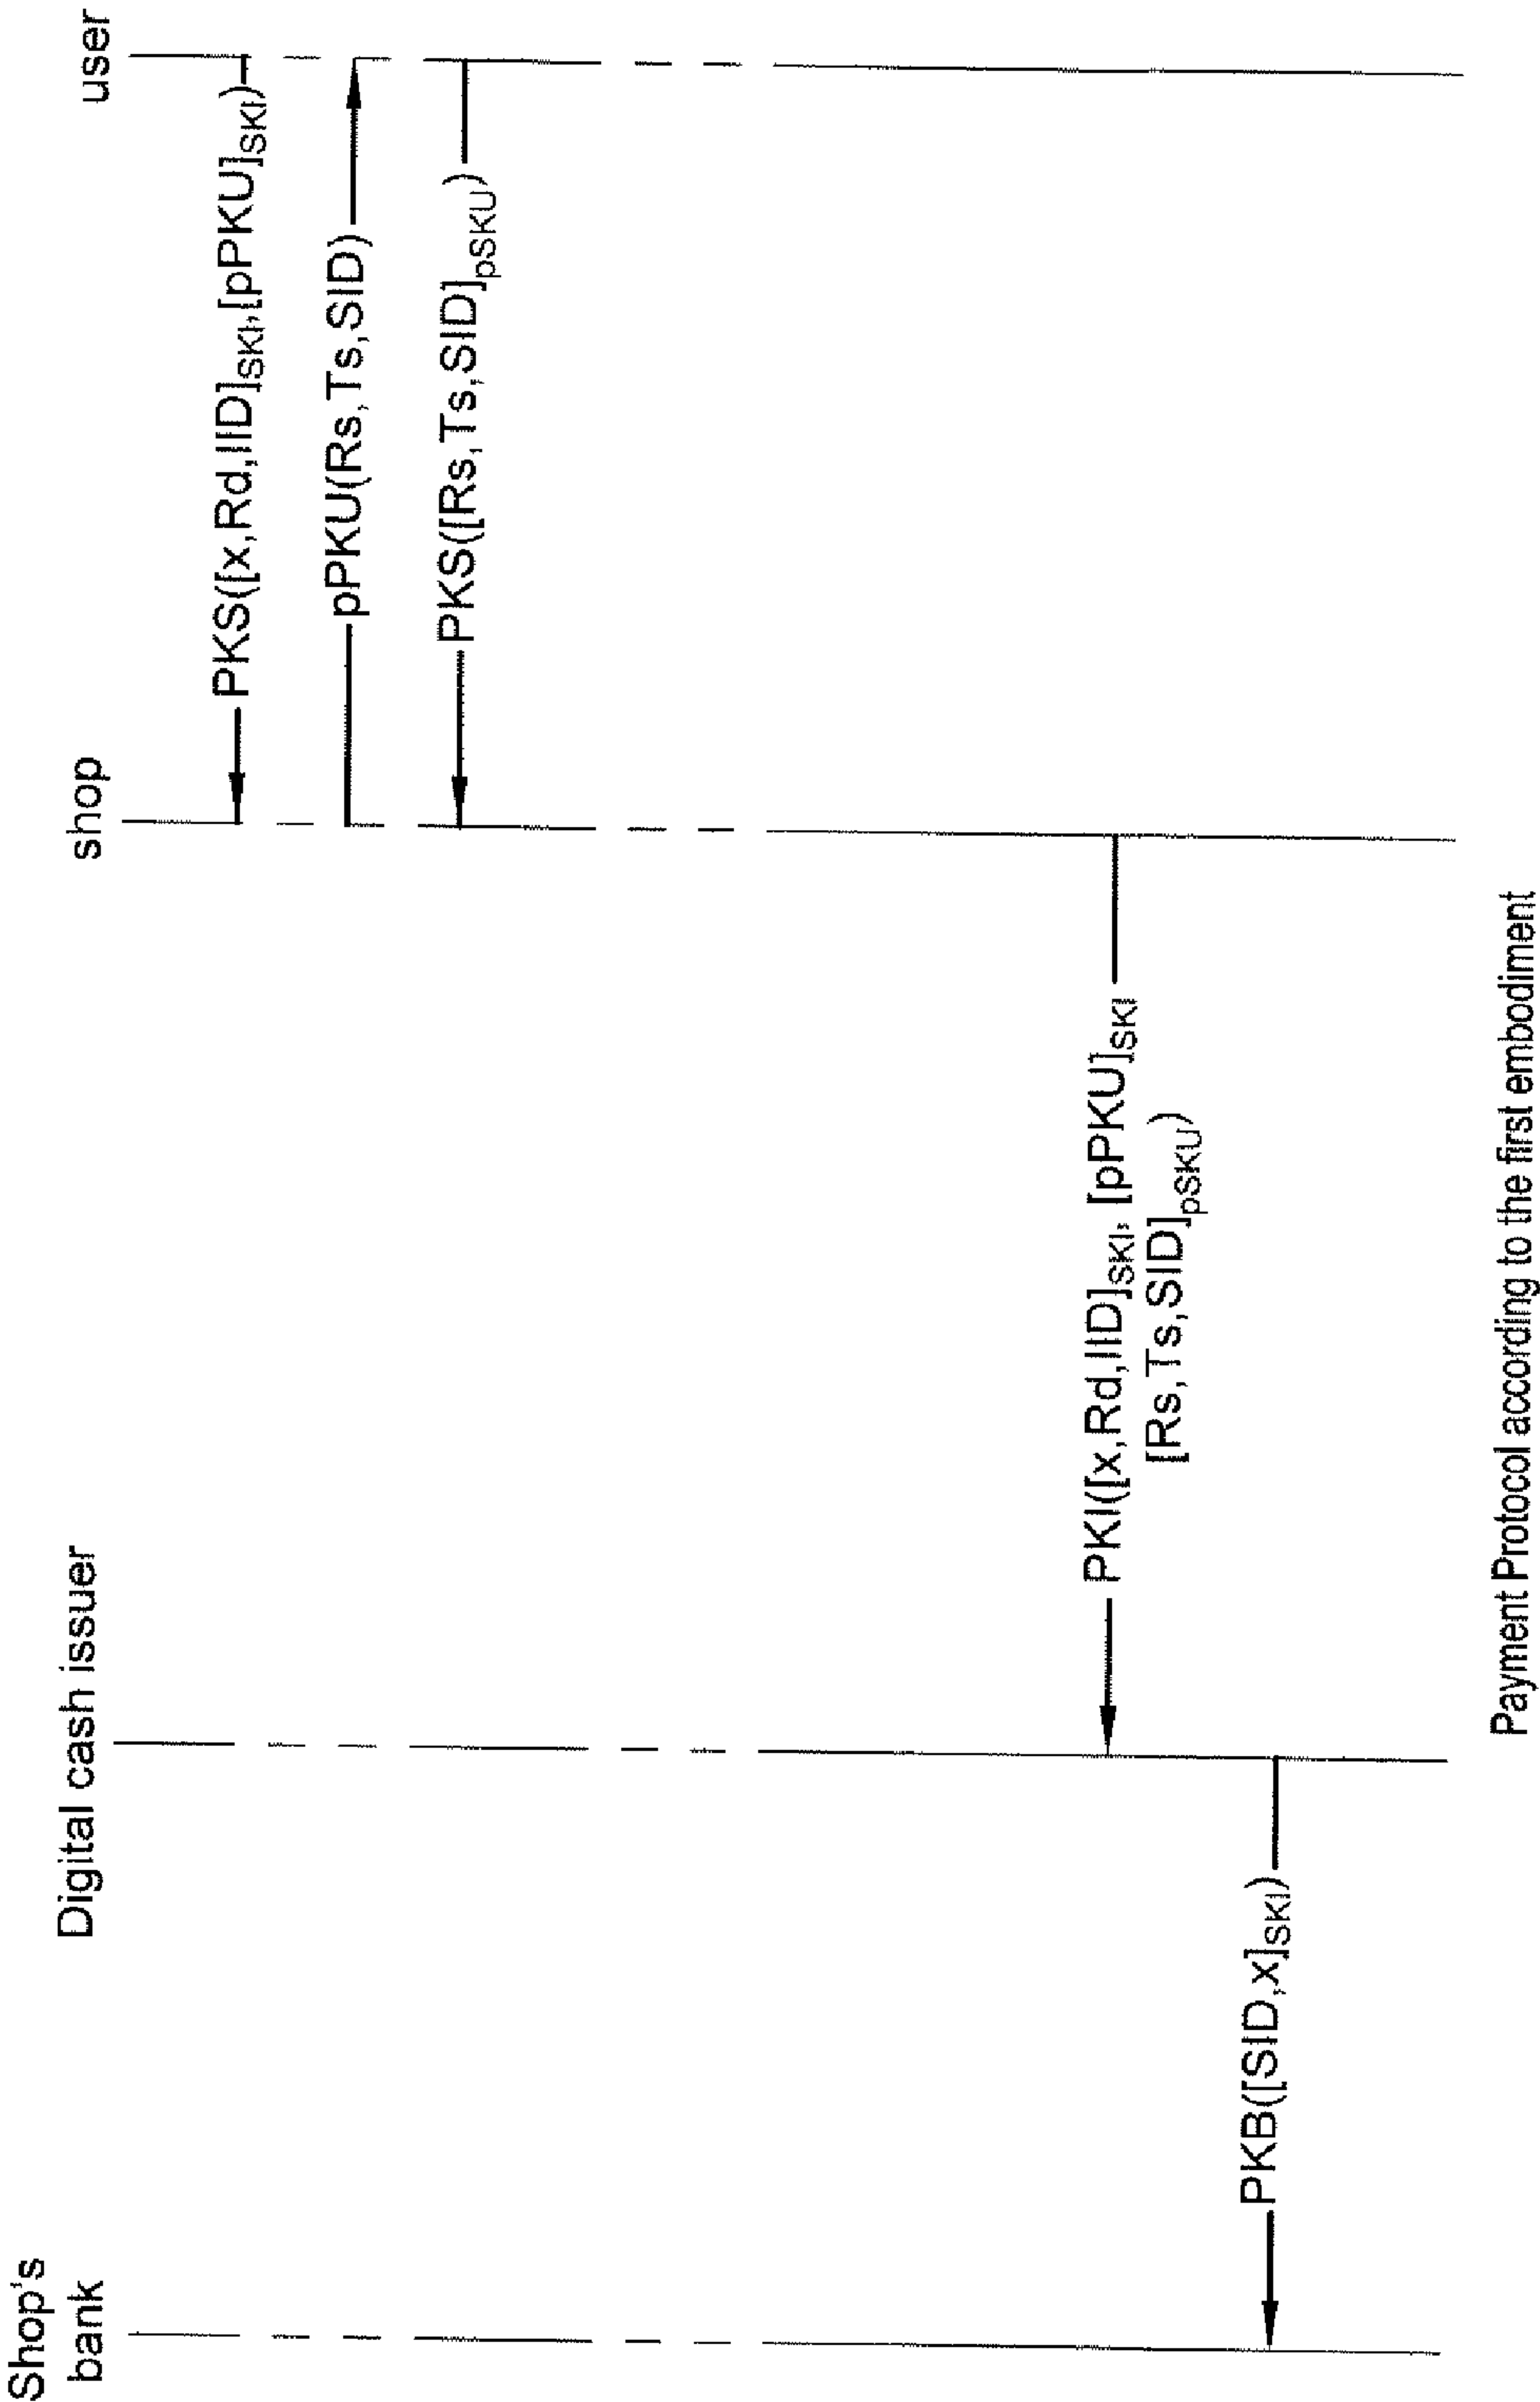 Shop's
bank
Digital cash issuer
shop
user
PKS([x,Rd,IID]SKI,[pPKU]SKI)
pPKU(Rs,Ts,SID)
PKS([Rs,Ts,SID]pSKU)
PKI([x,Rd,IID]SKI, [pPKU]SKI
[Rs,Ts,SID]pSKU)
PKB([SID,x]SKI)
Payment Protocol according to the first embodiment